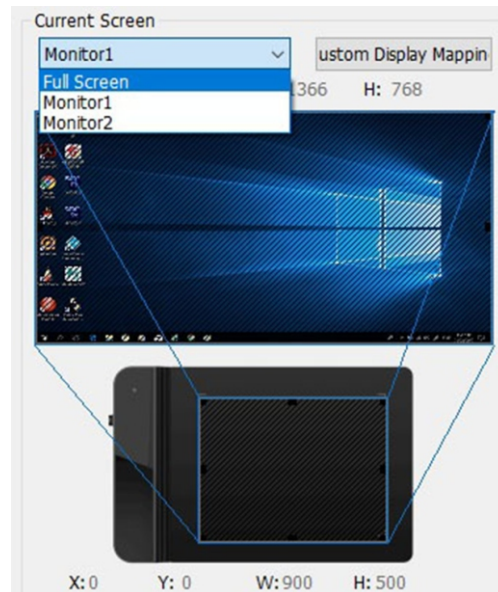 Current Screen
Monitor1 ustom Display Mappin
Full Screen 1366 H: 768
Monitor1
Monitor2
X: 0 Y: 0 W: 900 H: 500